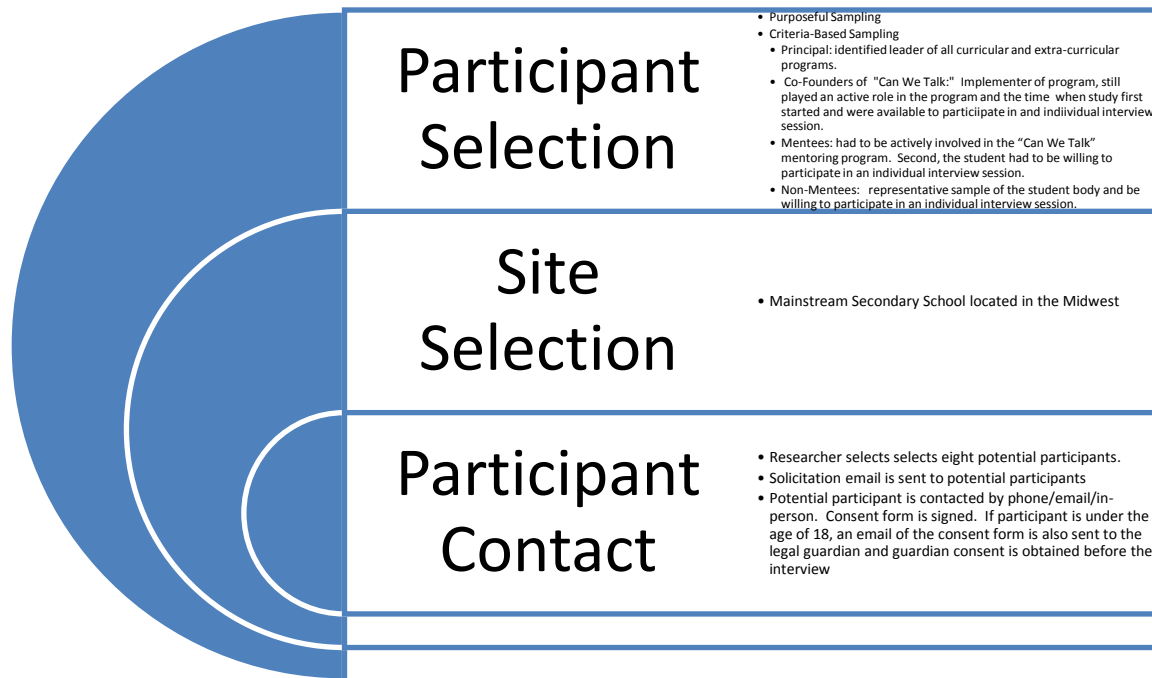 Participant
Selection
• Purposeful Sampling
• Criteria-Based Sampling
• Principal: identified leader of all curricular and extra-curricular
programs.
• Co-Founders of "Can We Talk:" Implementer of program, still
played an active role in the program and the time when study first
started and were available to particiipate in and indiividual interview
session.
• Mentees: had to be actively involved in the “Can We Talk”
mentoring program. Second, the student had to be willing to
participate in an individual interview session.
• Non-Mentees: representative sample of the student body and be
willing to participate in an individual interview session.
Site
Selection
• Mainstream Secondary School located in the Midwest
Participant
Contact
• Researcher selects selects eight potential participants.
• Solicitation email is sent to potential participants
• Potential participant is contacted by phone/email/in-
person. Consent form is signed. If participant is under the
age of 18, an email of the consent form is also sent to the
legal guardian and guardian consent is obtained before the
interview